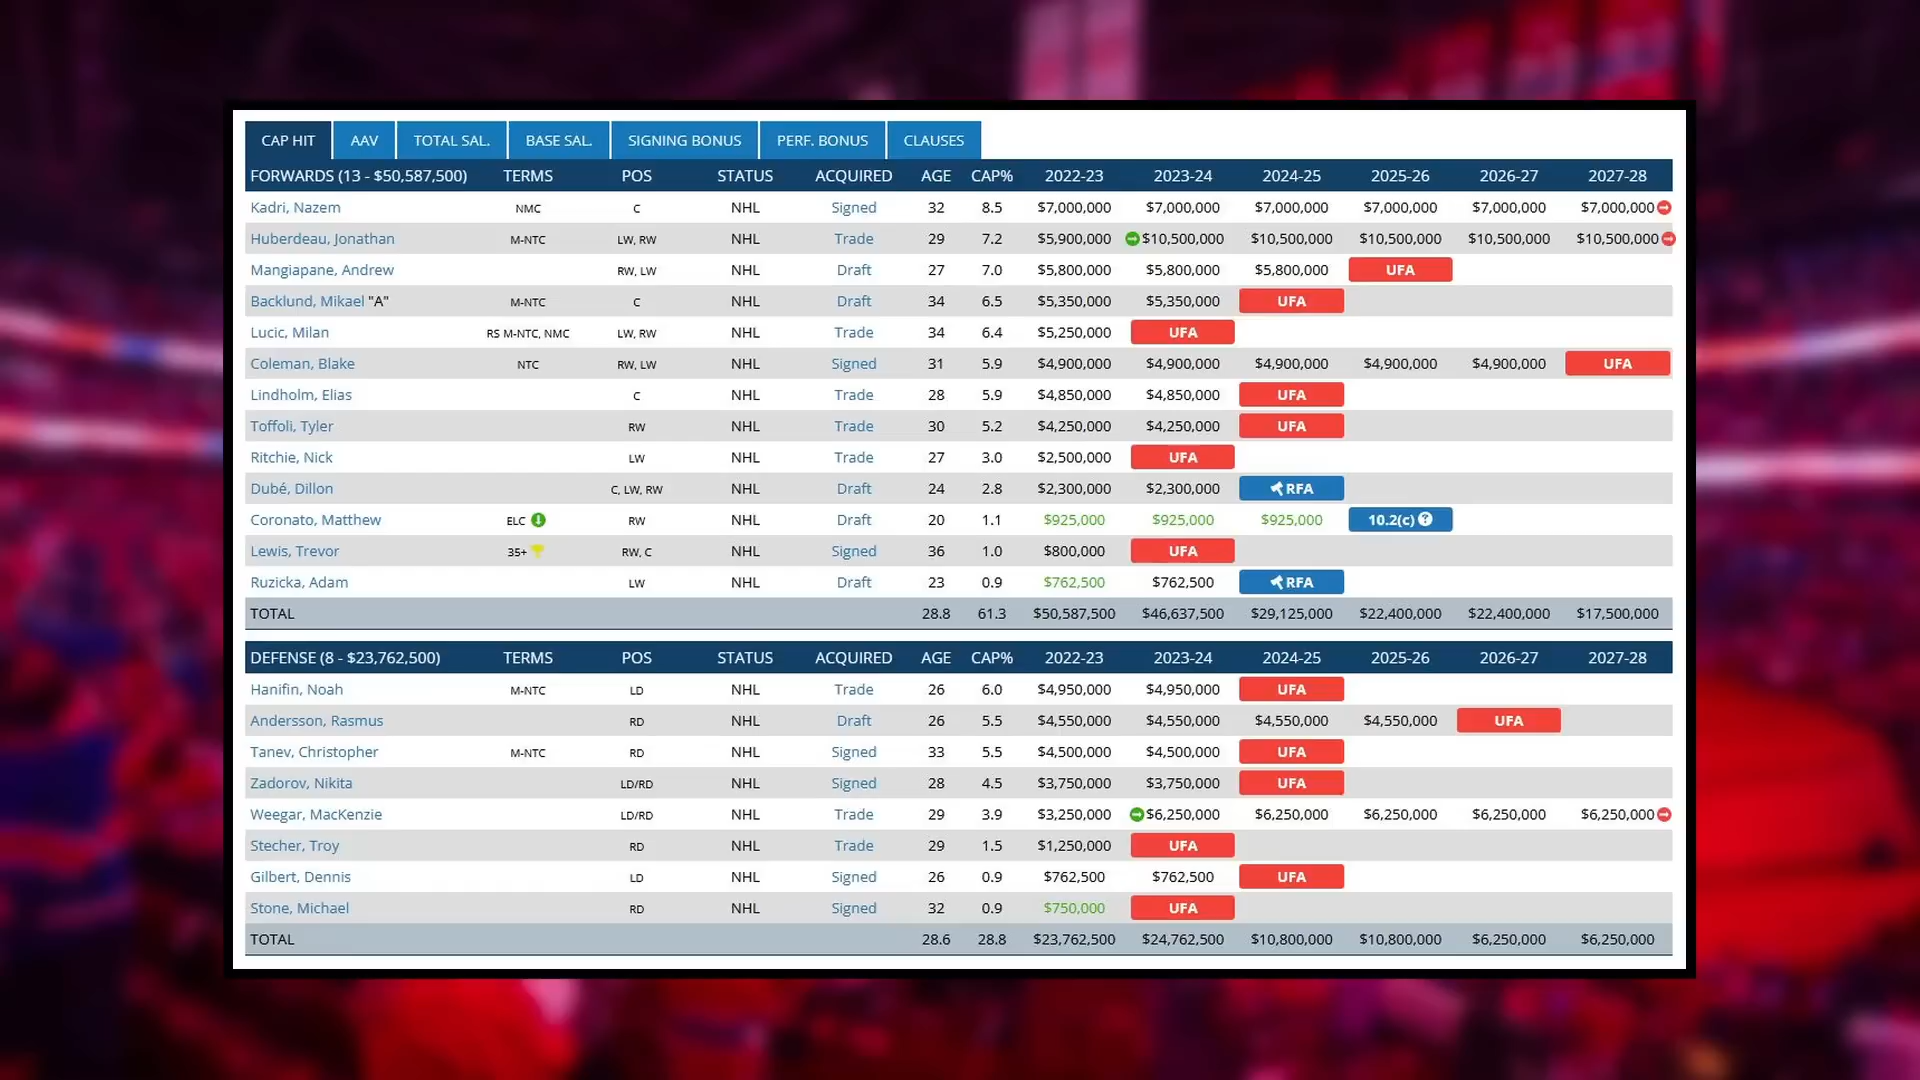 CAP HIT AAV TOTAL SAL. BASE SAL. SIGNING BONUS PERF. BONUS CLAUSES
FORWARDS (13 - $50,587,500) TERMS POS STATUS ACQUIRED AGE CAP% 2022-23 2023-24 2024-25 2025-26 2026-27 2027-28
Kadri, Nazem NMC C NHL Signed 32 8.5 $7,000,000 $7,000,000 $7,000,000 $7,000,000 $7,000,000 $7,000,000
Huberdeau, Jonathan M-NTC LW, RW NHL Trade 29 7.2 $5,900,000 $10,500,000 $10,500,000 $10,500,000 $10,500,000 $10,500,000
Mangiapane, Andrew RW, LW NHL Draft 27 7.0 $5,800,000 $5,800,000 $5,800,000 UFA
Backlund, Mikael "A" M-NTC C NHL Draft 34 6.5 $5,350,000 $5,350,000 UFA
Lucic, Milan RS M-NTC, NMC LW, RW NHL Trade 34 6.4 $5,250,000 UFA
Coleman, Blake NTC RW, LW NHL Signed 31 5.9 $4,900,000 $4,900,000 $4,900,000 $4,900,000 $4,900,000 UFA
Lindholm, Elias C NHL Trade 28 5.9 $4,850,000 $4,850,000 UFA
Toffoli, Tyler RW NHL Trade 30 5.2 $4,250,000 $4,250,000 UFA
Ritchie, Nick LW NHL Trade 27 3.0 $2,500,000 UFA
Dubé, Dillon C, LW, RW NHL Draft 24 2.8 $2,300,000 $2,300,000 RFA
Coronato, Matthew ELC RW NHL Draft 20 1.1 $925,000 $925,000 $925,000 10.2(c) ?
Lewis, Trevor 35+ RW, C NHL Signed 36 1.0 $800,000 UFA
Ruzicka, Adam LW NHL Draft 23 0.9 $762,500 $762,500 RFA
TOTAL 28.8 61.3 $50,587,500 $46,637,500 $29,125,000 $22,400,000 $22,400,000 $17,500,000
DEFENSE (8 - $23,762,500) TERMS POS STATUS ACQUIRED AGE CAP% 2022-23 2023-24 2024-25 2025-26 2026-27 2027-28
Hanifin, Noah M-NTC LD NHL Trade 26 6.0 $4,950,000 $4,950,000 UFA
Andersson, Rasmus RD NHL Draft 26 5.5 $4,550,000 $4,550,000 $4,550,000 $4,550,000 UFA
Tanev, Christopher M-NTC RD NHL Signed 33 5.5 $4,500,000 $4,500,000 UFA
Zadorov, Nikita LD/RD NHL Signed 28 4.5 $3,750,000 $3,750,000 UFA
Weegar, MacKenzie LD/RD NHL Trade 29 3.9 $3,250,000 $6,250,000 $6,250,000 $6,250,000 $6,250,000 $6,250,000
Stecher, Troy RD NHL Trade 29 1.5 $1,250,000 UFA
Gilbert, Dennis LD NHL Signed 26 0.9 $762,500 $762,500 UFA
Stone, Michael RD NHL Signed 32 0.9 $750,000 UFA
TOTAL 28.6 28.8 $23,762,500 $24,762,500 $10,800,000 $10,800,000 $6,250,000 $6,250,000